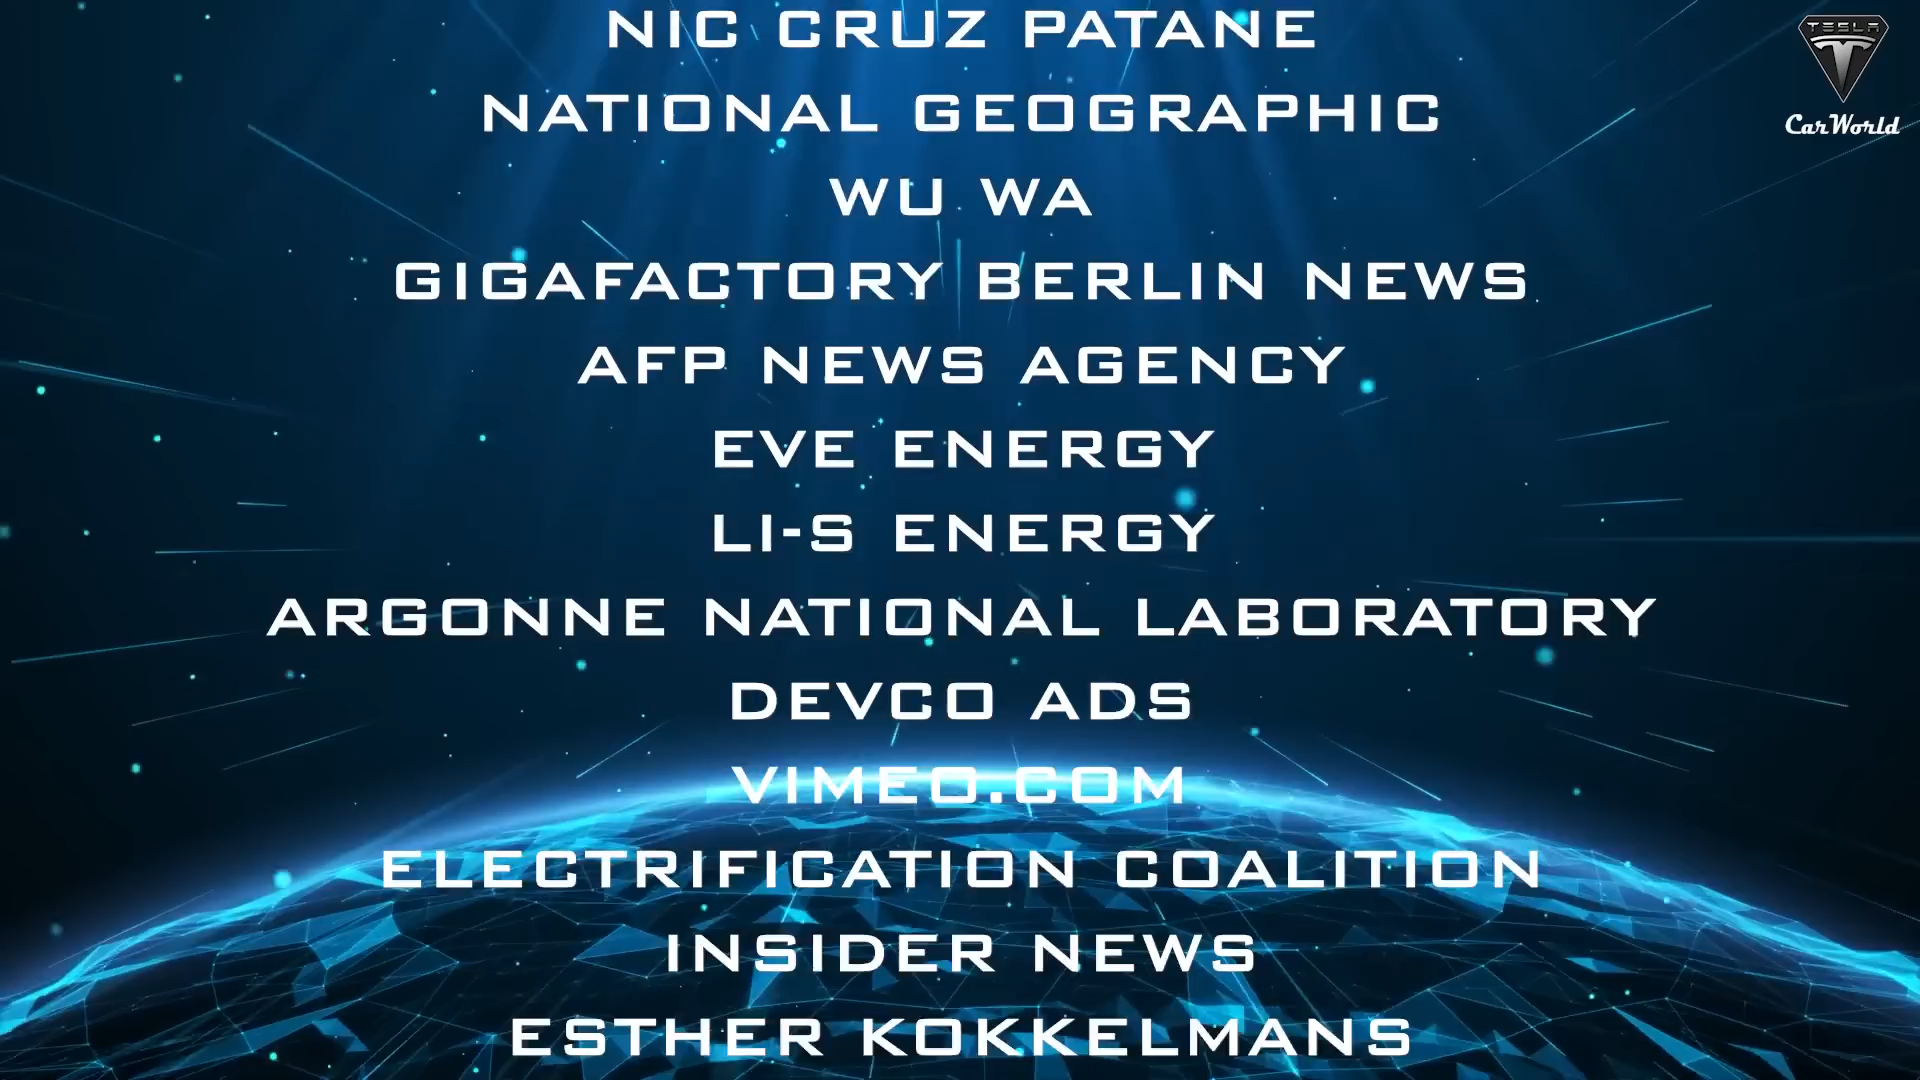 NIC CRUZ PATANE
TESLA
CarWorld
NATIONAL GEOGRAPHIC
WU WA
GIGAFACTORY BERLIN NEWS
AFP NEWS AGENCY
EVE ENERGY
LI-S ENERGY
ARGONNE NATIONAL LABORATORY
DEVCO ADS
VIMEO.COM
ELECTRIFICATION COALITION
INSIDER NEWS
ESTHER KOKKELMANS